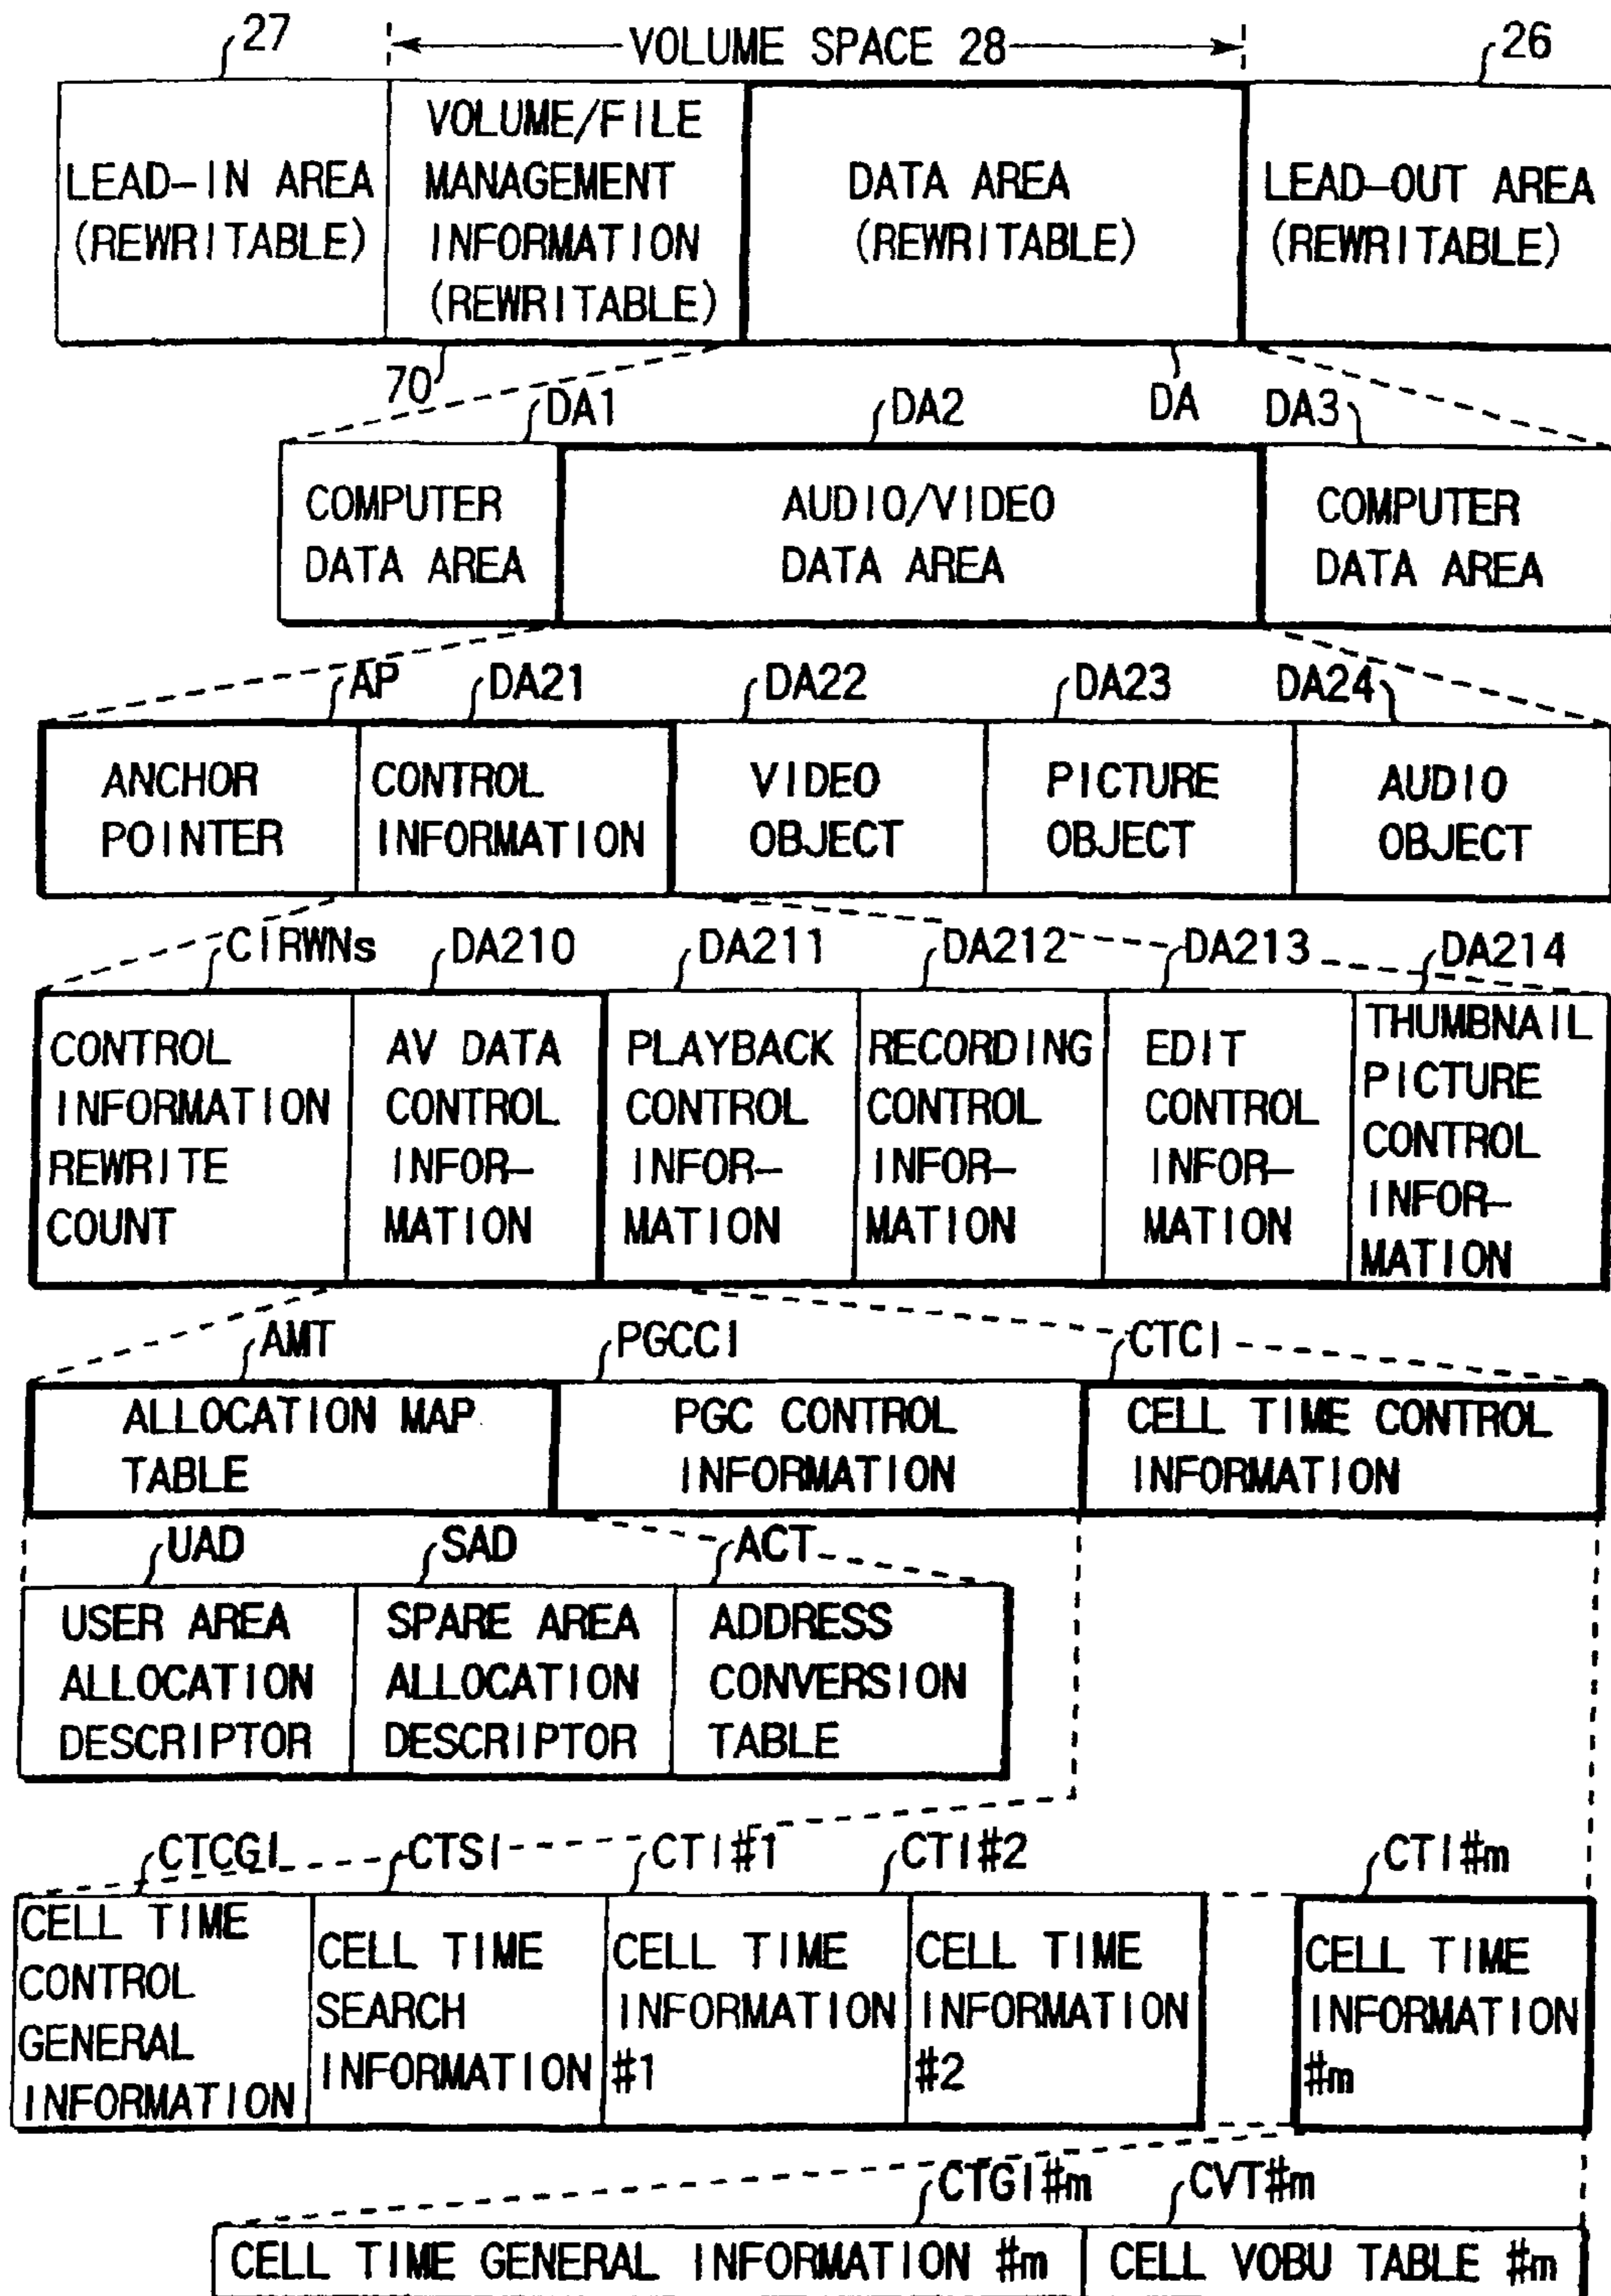 27
VOLUME SPACE 28
26
LEAD-IN AREA
(REWRITABLE)
VOLUME/FILE
MANAGEMENT
INFORMATION
(REWRITABLE)
DATA AREA
(REWRITABLE)
LEAD-OUT AREA
(REWRITABLE)
70
DA1
DA2
DA
DA3
COMPUTER
DATA AREA
AUDIO/VIDEO
DATA AREA
COMPUTER
DATA AREA
AP
DA21
DA22
DA23
DA24
ANCHOR
POINTER
CONTROL
INFORMATION
VIDEO
OBJECT
PICTURE
OBJECT
AUDIO
OBJECT
CIRWNs
DA210
DA211
DA212
DA213
DA214
CONTROL
INFORMATION
REWRITE
COUNT
AV DATA
CONTROL
INFOR-
MATION
PLAYBACK
CONTROL
INFOR-
MATION
RECORDING
CONTROL
INFOR-
MATION
EDIT
CONTROL
INFOR-
MATION
THUMBNAIL
PICTURE
CONTROL
INFOR-
MATION
AMT
PGCCI
CTCI
ALLOCATION MAP
TABLE
PGC CONTROL
INFORMATION
CELL TIME CONTROL
INFORMATION
UAD
SAD
ACT
USER AREA
ALLOCATION
DESCRIPTOR
SPARE AREA
ALLOCATION
DESCRIPTOR
ADDRESS
CONVERSION
TABLE
CTCGI
CTSI
CTI#1
CTI#2
CTI#m
CELL TIME
CONTROL
GENERAL
INFORMATION
CELL TIME
SEARCH
INFORMATION
CELL TIME
INFORMATION
#1
CELL TIME
INFORMATION
#2
CELL TIME
INFORMATION
#m
CTGI#m
CVT#m
CELL TIME GENERAL INFORMATION #m
CELL VOBU TABLE #m